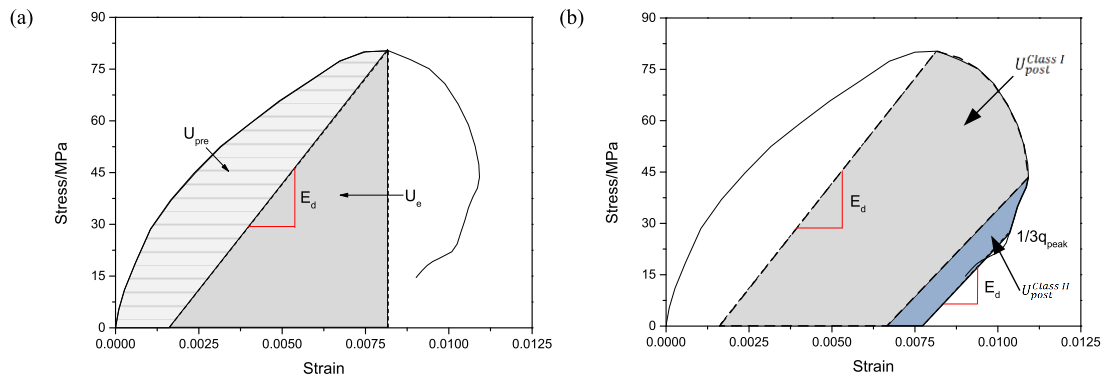 (a)
90
75
60
45
30
15
0
Stress/MPa
U_pre
E_d
U_e
0.0000 0.0025 0.0050 0.0075 0.0100 0.0125
Strain
(b)
90
75
60
45
30
15
0
Stress/MPa
U_post^Class I
E_d
1/3q_peak
U_post^Class II
E_d
0.0000 0.0025 0.0050 0.0075 0.0100 0.0125
Strain